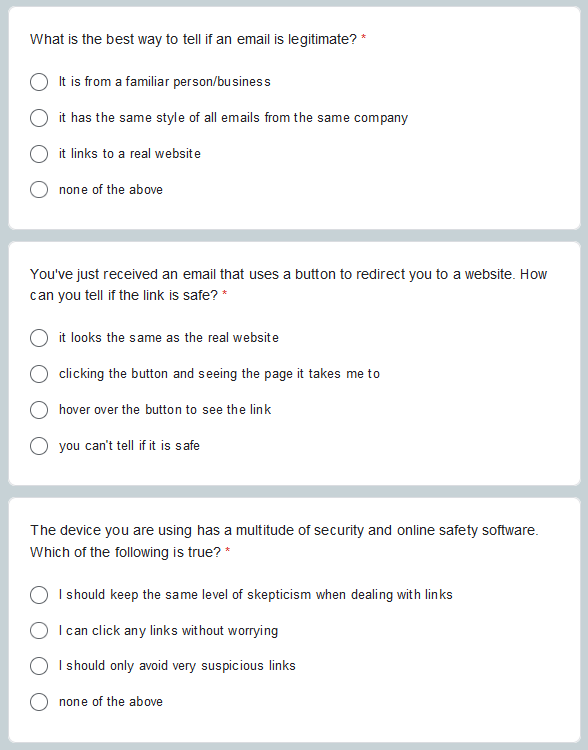 What is the best way to tell if an email is legitimate? *
It is from a familiar person/business
it has the same style of all emails from the same company
it links to a real website
none of the above
You've just received an email that uses a button to redirect you to a website. How
can you tell if the link is safe? *
it looks the same as the real website
clicking the button and seeing the page it takes me to
hover over the button to see the link
you can't tell if it is safe
The device you are using has a multitude of security and online safety software.
Which of the following is true? *
I should keep the same level of skepticism when dealing with links
I can click any links without worrying
I should only avoid very suspicious links
none of the above